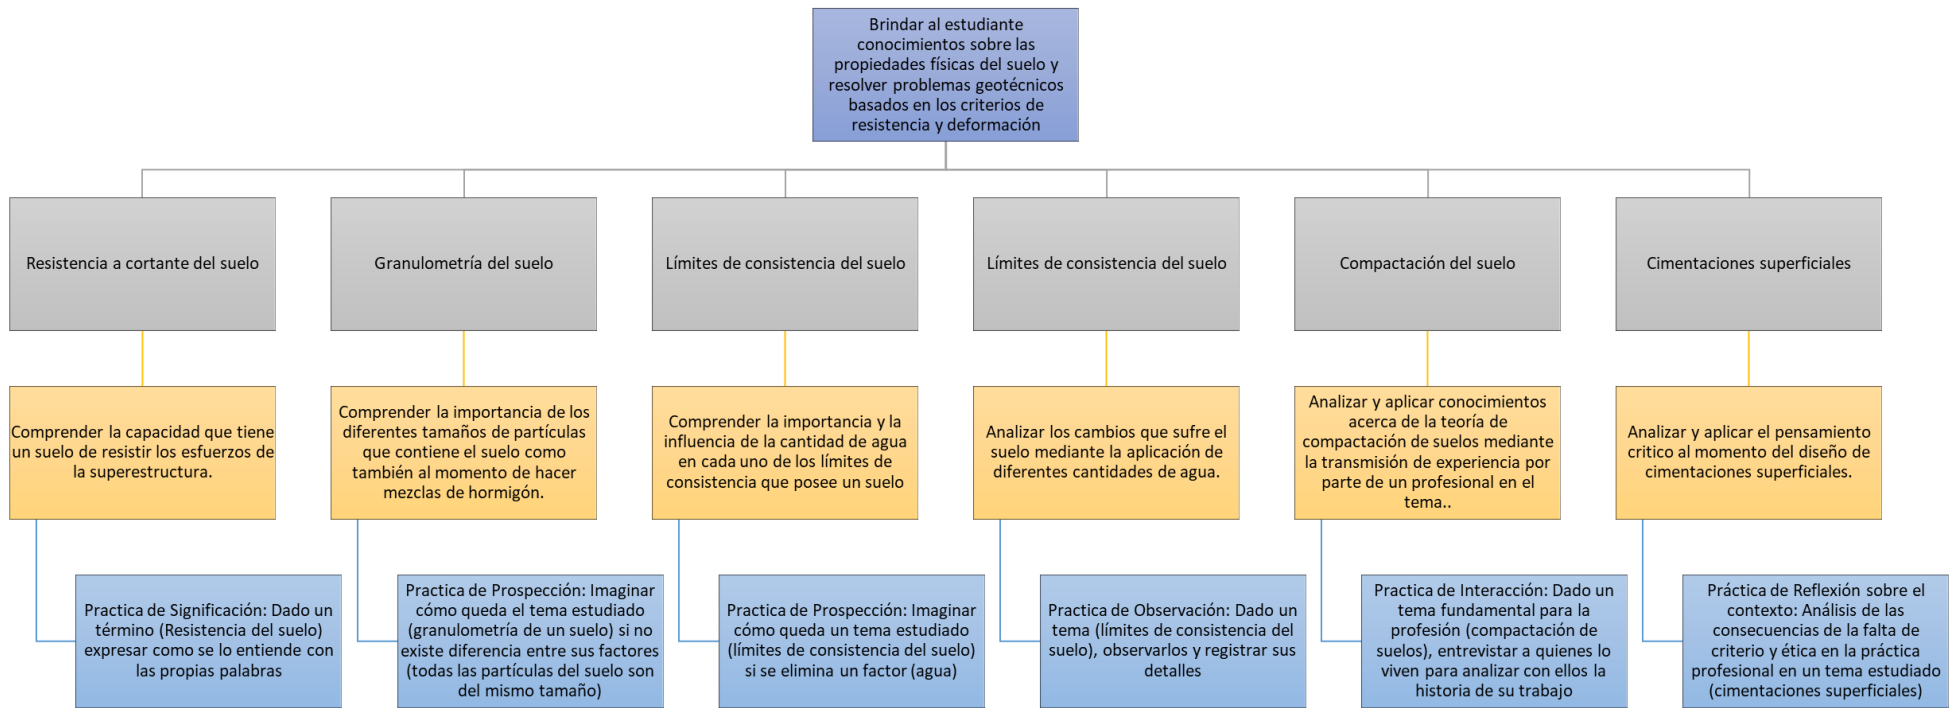 Brindar al estudiante
conocimientos sobre las
propiedades físicas del suelo y
resolver problemas geotécnicos
basados en los criterios de
resistencia y deformación
Resistencia a cortante del suelo
Granulometría del suelo
Límites de consistencia del suelo
Límites de consistencia del suelo
Compactación del suelo
Cimentaciones superficiales
Comprender la capacidad que tiene
un suelo de resistir los esfuerzos de
la superestructura.
Comprender la importancia de los
diferentes tamaños de partículas
que contiene el suelo como
también al momento de hacer
mezclas de hormigón.
Comprender la importancia y la
influencia de la cantidad de agua
en cada uno de los límites de
consistencia que posee un suelo
Analizar los cambios que sufre el
suelo mediante la aplicación de
diferentes cantidades de agua.
Analizar y aplicar conocimientos
acerca de la teoría de
compactación de suelos mediante
la transmisión de experiencia por
parte de un profesional en el
tema..
Analizar y aplicar el pensamiento
critico al momento del diseño de
cimentaciones superficiales.
Practica de Significación: Dado un
término (Resistencia del suelo)
expresar como se lo entiende con
las propias palabras
Practica de Prospección: Imaginar
cómo queda el tema estudiado
(granulometría de un suelo) si no
existe diferencia entre sus factores
(todas las partículas del suelo son
del mismo tamaño)
Practica de Prospección: Imaginar
cómo queda un tema estudiado
(límites de consistencia del suelo)
si se elimina un factor (agua)
Practica de Observación: Dado un
tema (límites de consistencia del
suelo), observarlos y registrar sus
detalles
Practica de Interacción: Dado un
tema fundamental para la
profesión (compactación de
suelos), entrevistar a quienes lo
viven para analizar con ellos la
historia de su trabajo
Práctica de Reflexión sobre el
contexto: Análisis de las
consecuencias de la falta de
criterio y ética en la práctica
profesional en un tema estudiado
(cimentaciones superficiales)